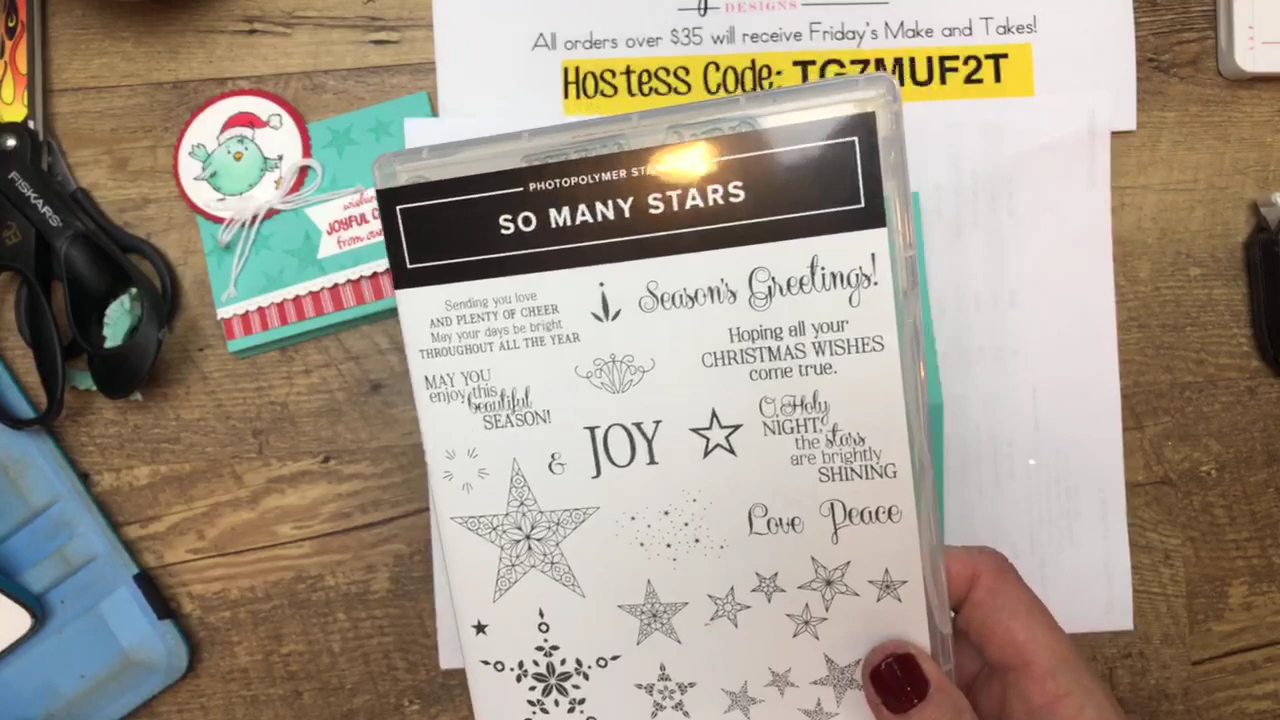 DESIGNS
All orders over $35 will receive Friday's Make and Takes!
Hostess Code: TGZMUF2T
PHOTOPOLYMER
SO MANY STARS
Sending you love
AND PLENTY OF CHEER
May your days be bright
THROUGHOUT ALL THE YEAR
Season's Greetings!
Hoping all your
CHRISTMAS WISHES
come true.
MAY YOU
enjoy this
beautiful
SEASON!
& JOY
O, Holy
NIGHT,
the stars
are brightly
SHINING
Love Peace
JOYFUL
from our
FISKARS